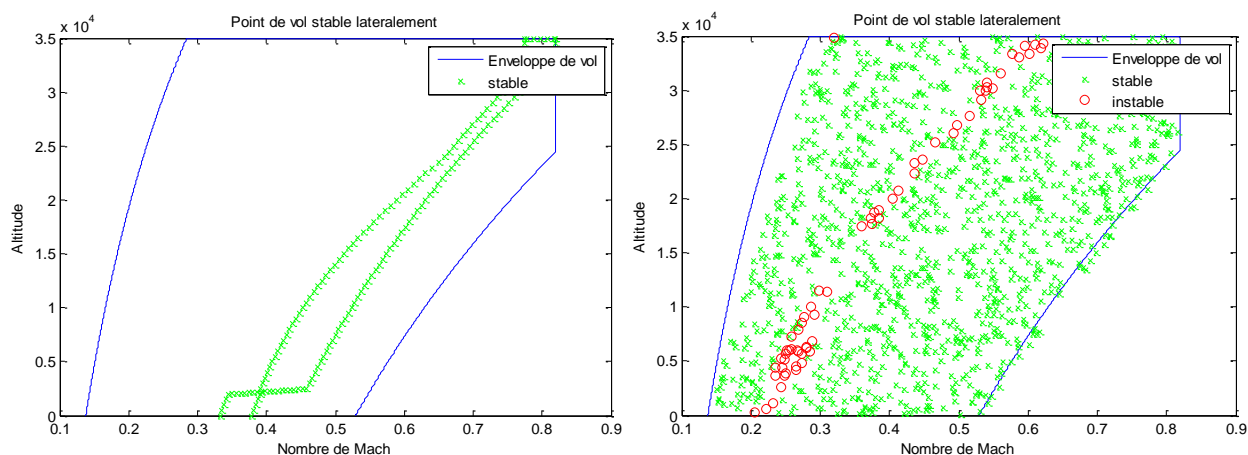 Point de vol stable lateralement
x 10⁴
Enveloppe de vol
stable
3.5
3
2.5
2
1.5
1
0.5
0
Altitude
0.1 0.2 0.3 0.4 0.5 0.6 0.7 0.8 0.9
Nombre de Mach
Point de vol stable lateralement
x 10⁴
Enveloppe de vol
stable
instable
3.5
3
2.5
2
1.5
1
0.5
0
Altitude
0.1 0.2 0.3 0.4 0.5 0.6 0.7 0.8 0.9
Nombre de Mach